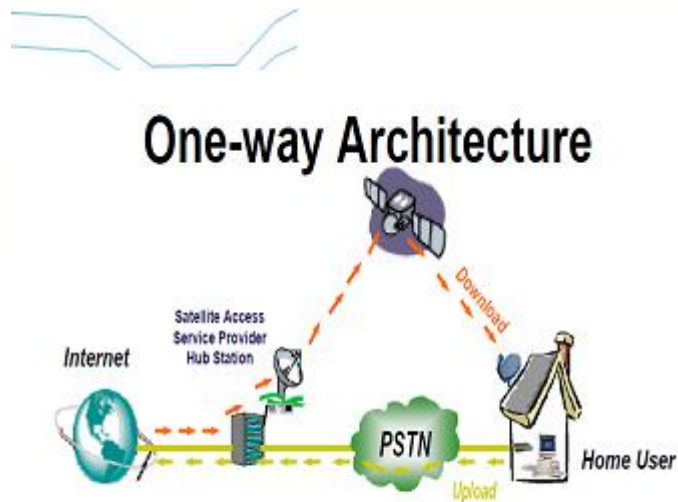 One-way Architecture
Download
Satellite Access
Service Provider
Hub Station
Internet
PSTN
Home User
Upload